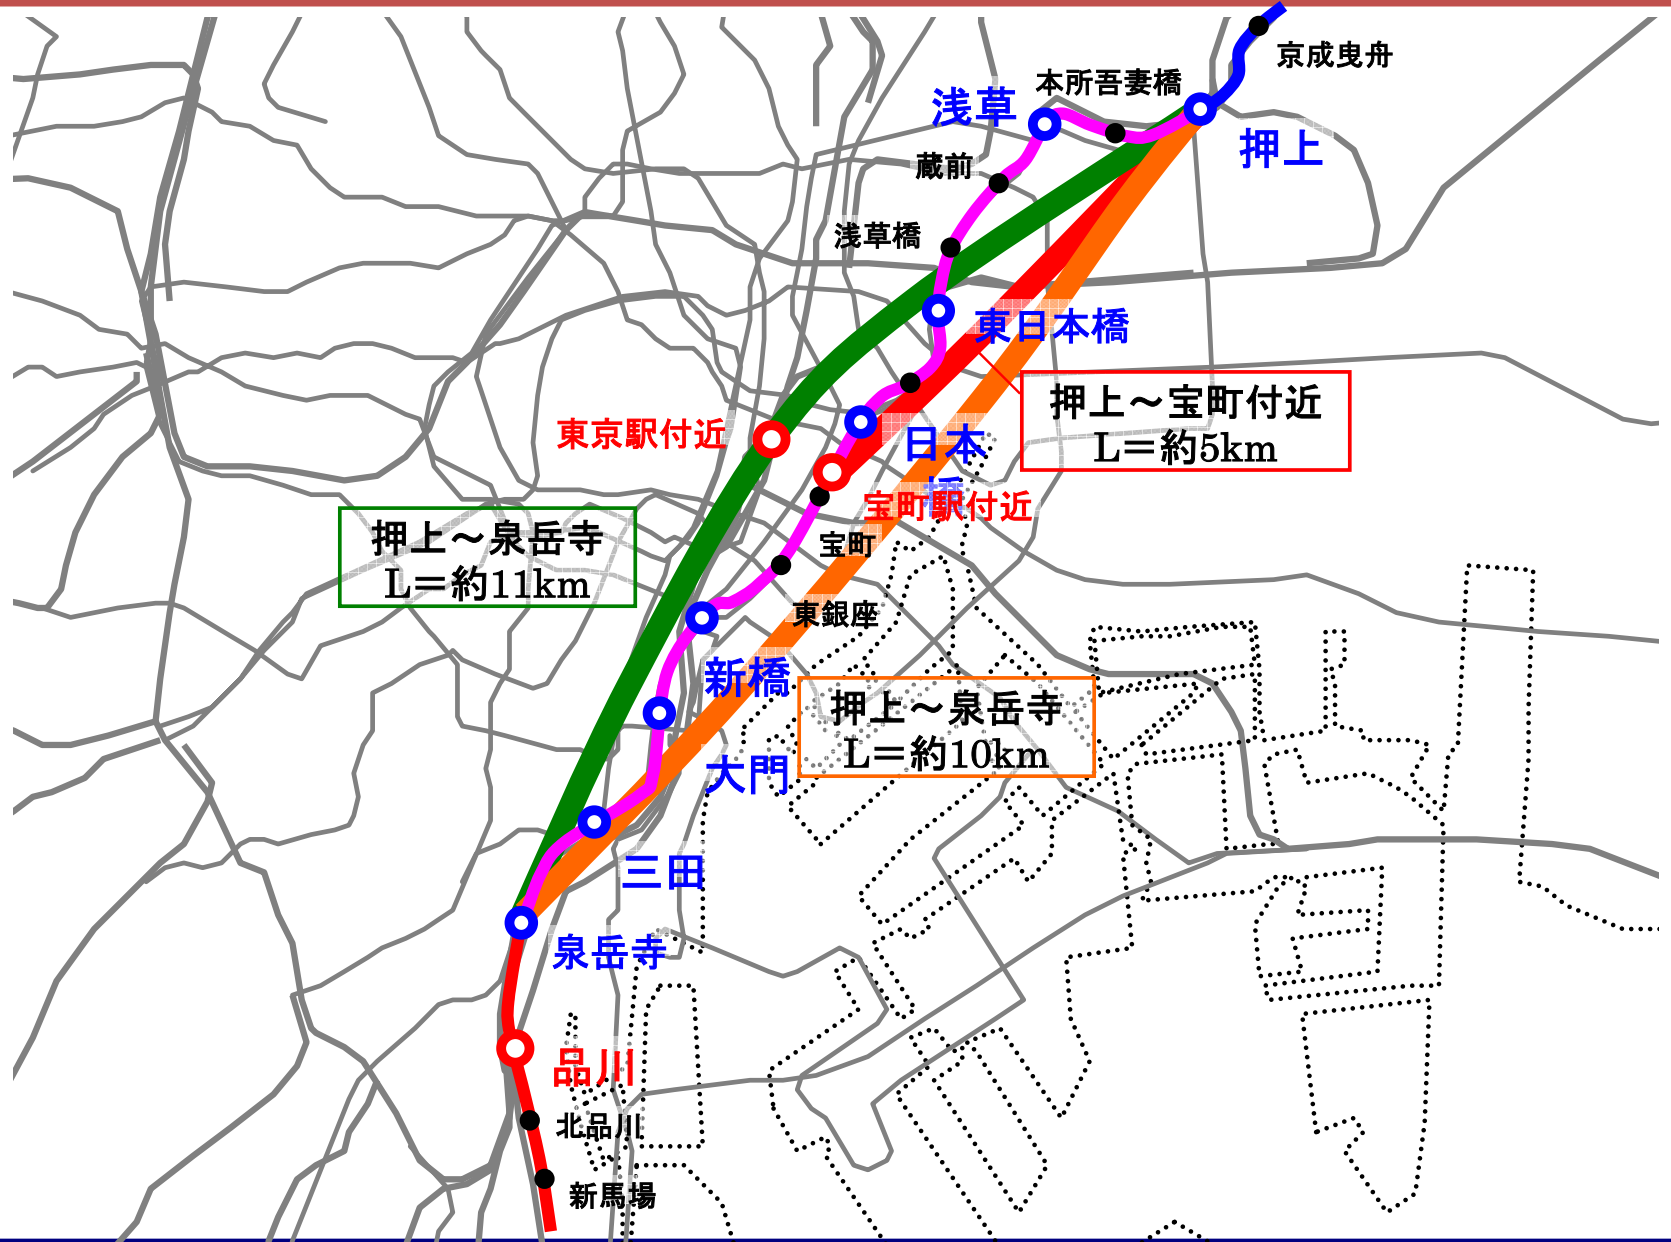 京成曳舟
本所吾妻橋
浅草
押上
蔵前
浅草橋
東日本橋
押上～宝町付近
L＝約5km
東京駅付近
日本
橋
宝町駅付近
押上～泉岳寺
L＝約11km
宝町
東銀座
新橋
押上～泉岳寺
L＝約10km
大門
三田
泉岳寺
品川
北品川
新馬場